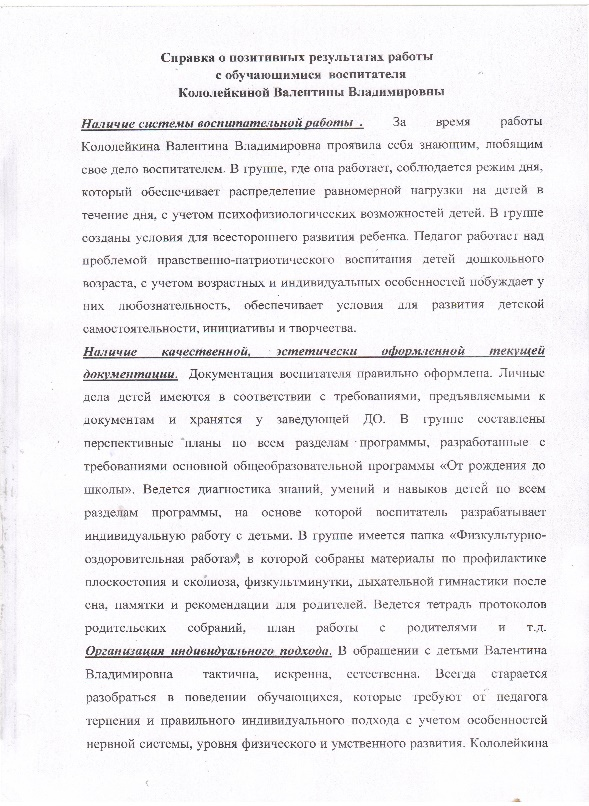 Справка о позитивных результатах работы
с обучающимися воспитателя
Кололейкиной Валентины Владимировны
Наличие системы воспитательной работы . За время работы
Кололейкина Валентина Владимировна проявила себя знающим, любящим
свое дело воспитателем. В группе, где она работает, соблюдается режим дня,
который обеспечивает распределение равномерной нагрузки на детей в
течение дня, с учетом психофизиологических возможностей детей. В группе
созданы условия для всестороннего развития ребенка. Педагог работает над
проблемой нравственно-патриотического воспитания детей дошкольного
возраста, с учетом возрастных и индивидуальных особенностей побуждает у
них любознательность, обеспечивает условия для развития детской
самостоятельности, инициативы и творчества.
Наличие качественной, эстетически оформленной текущей
документации. Документация воспитателя правильно оформлена. Личные
дела детей имеются в соответствии с требованиями, предъявляемыми к
документам и хранятся у заведующей ДО. В группе составлены
перспективные планы по всем разделам программы, разработанные с
требованиями основной общеобразовательной программы «От рождения до
школы». Ведется диагностика знаний, умений и навыков детей по всем
разделам программы, на основе которой воспитатель разрабатывает
индивидуальную работу с детьми. В группе имеется папка «Физкультурно-
оздоровительная работа», в которой собраны материалы по профилактике
плоскостопия и сколиоза, физкультминутки, дыхательной гимнастики после
сна, памятки и рекомендации для родителей. Ведется тетрадь протоколов
родительских собраний, план работы с родителями и т.д.
Организация индивидуального подхода. В обращении с детьми Валентина
Владимировна тактична, искренна, естественна. Всегда старается
разобраться в поведении обучающихся, которые требуют от педагога
терпения и правильного индивидуального подхода с учетом особенностей
нервной системы, уровня физического и умственного развития. Кололейкина